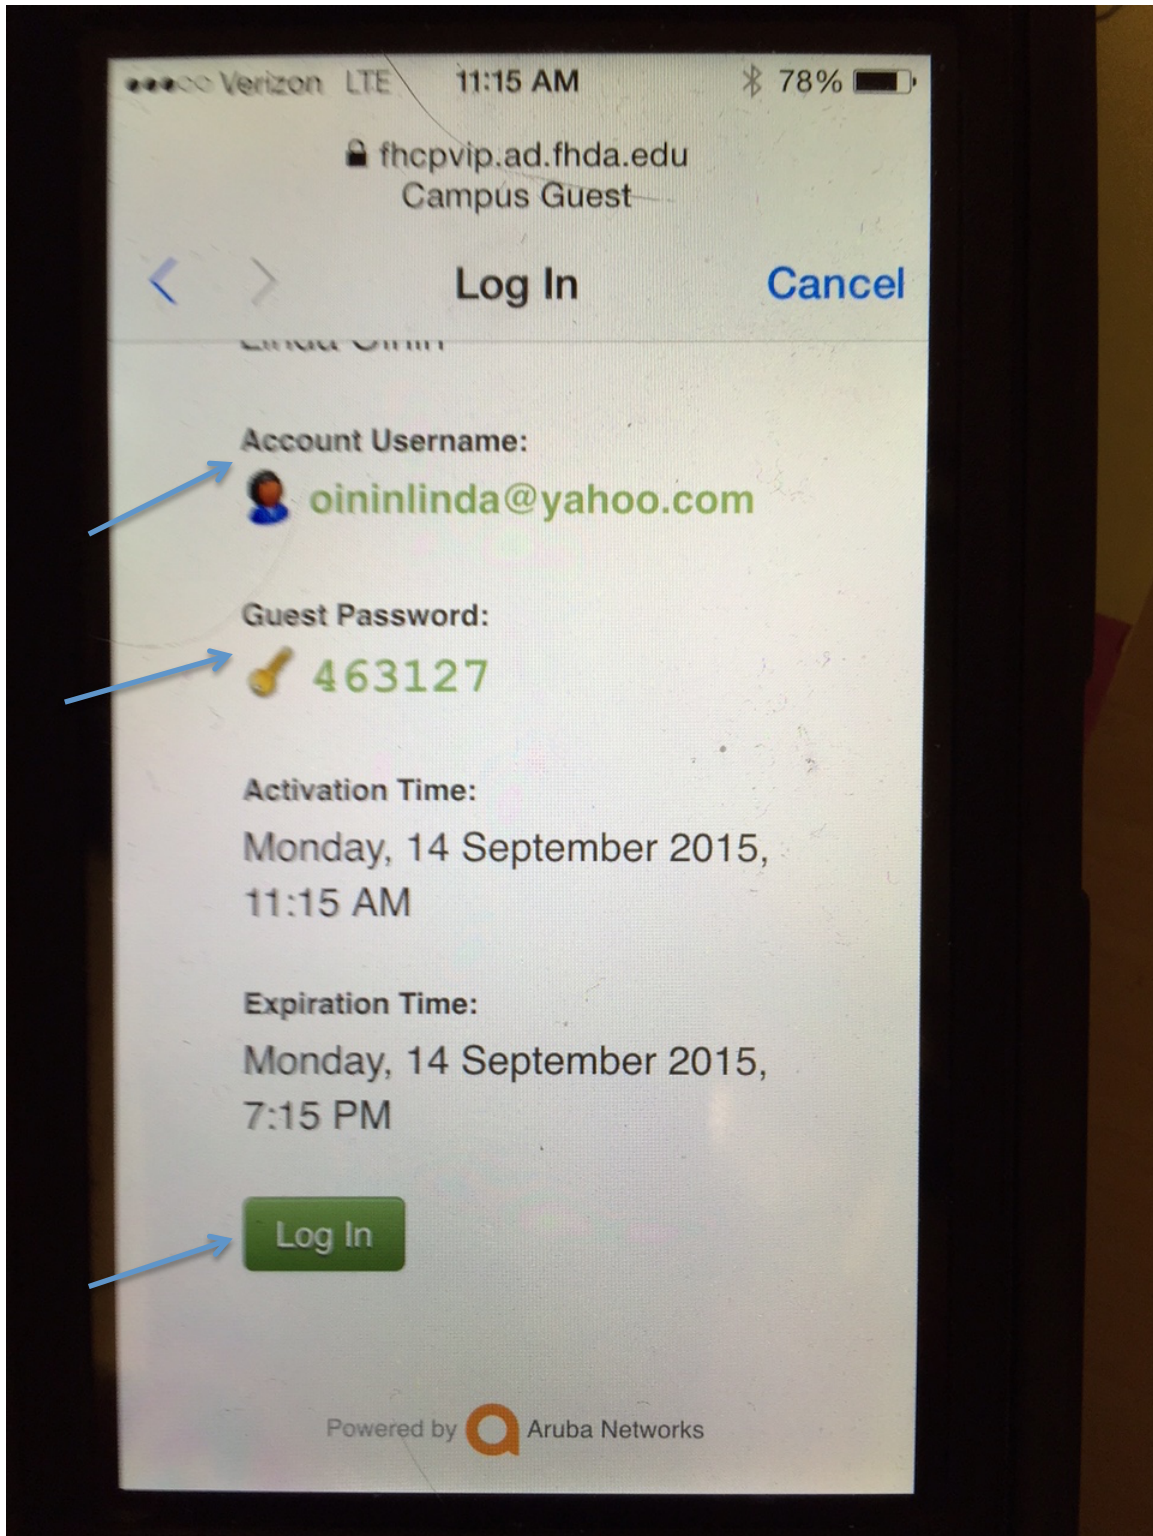 Verizon LTE 11:15 AM 78%
fhcpvip.ad.fhda.edu
Campus Guest
Log In Cancel
Linda Oinin
Account Username:
oininlinda@yahoo.com
Guest Password:
463127
Activation Time:
Monday, 14 September 2015,
11:15 AM
Expiration Time:
Monday, 14 September 2015,
7:15 PM
Log In
Powered by Aruba Networks